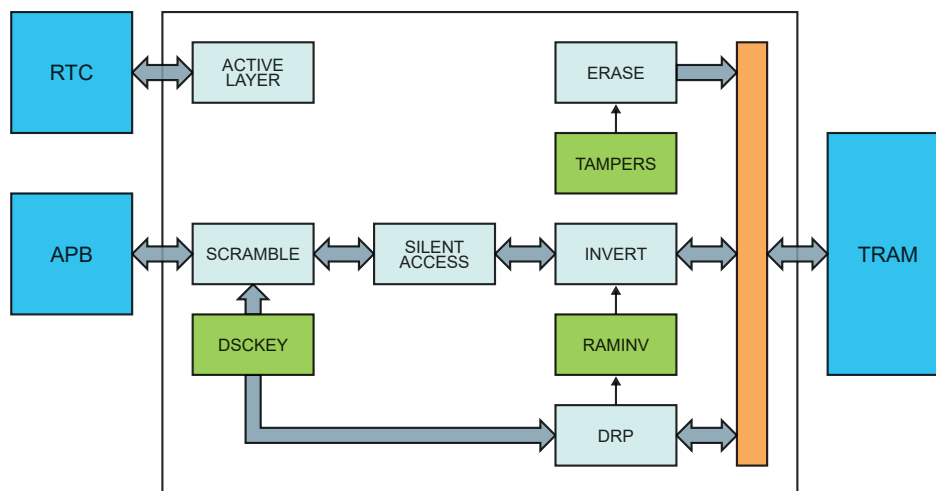 RTC
ACTIVE
LAYER
ERASE
TAMPERS
APB
SCRAMBLE
SILENT
ACCESS
INVERT
TRAM
DSCKEY
RAMINV
DRP